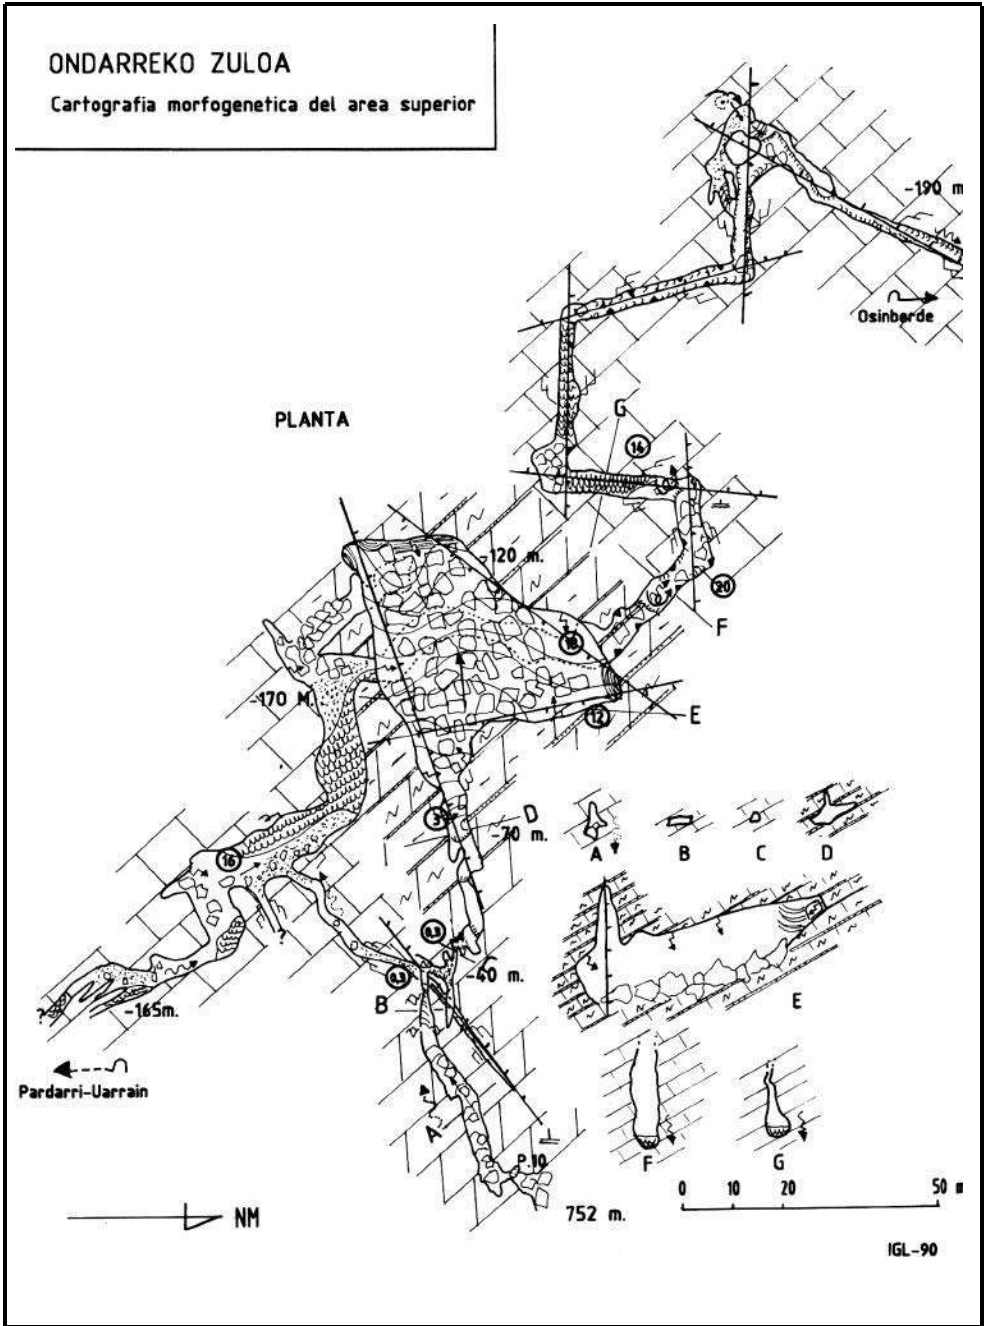 ONDARREKO ZULOA
Cartografia morfogenetica del area superior
-190 m
Osinberde
PLANTA
G
14
-120 m.
20
F
18
-170 M.
12
E
3
D
-70 m.
A
B
C
D
16
0,3
0,3
-40 m.
B
E
?
?
-165m.
Pardarri-Uarrain
A
F
G
P.10
0 10 20 50 m
752 m.
NM
IGL-90